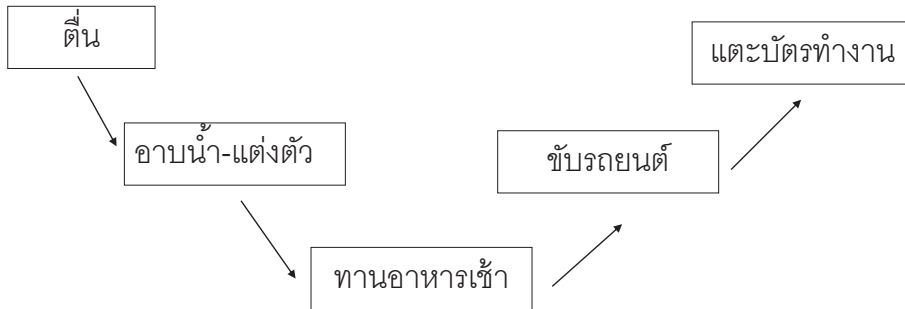 ตื่น
อาบน้ำ-แต่งตัว
ทานอาหารเช้า
ขับรถยนต์
แตะบัตรทำงาน